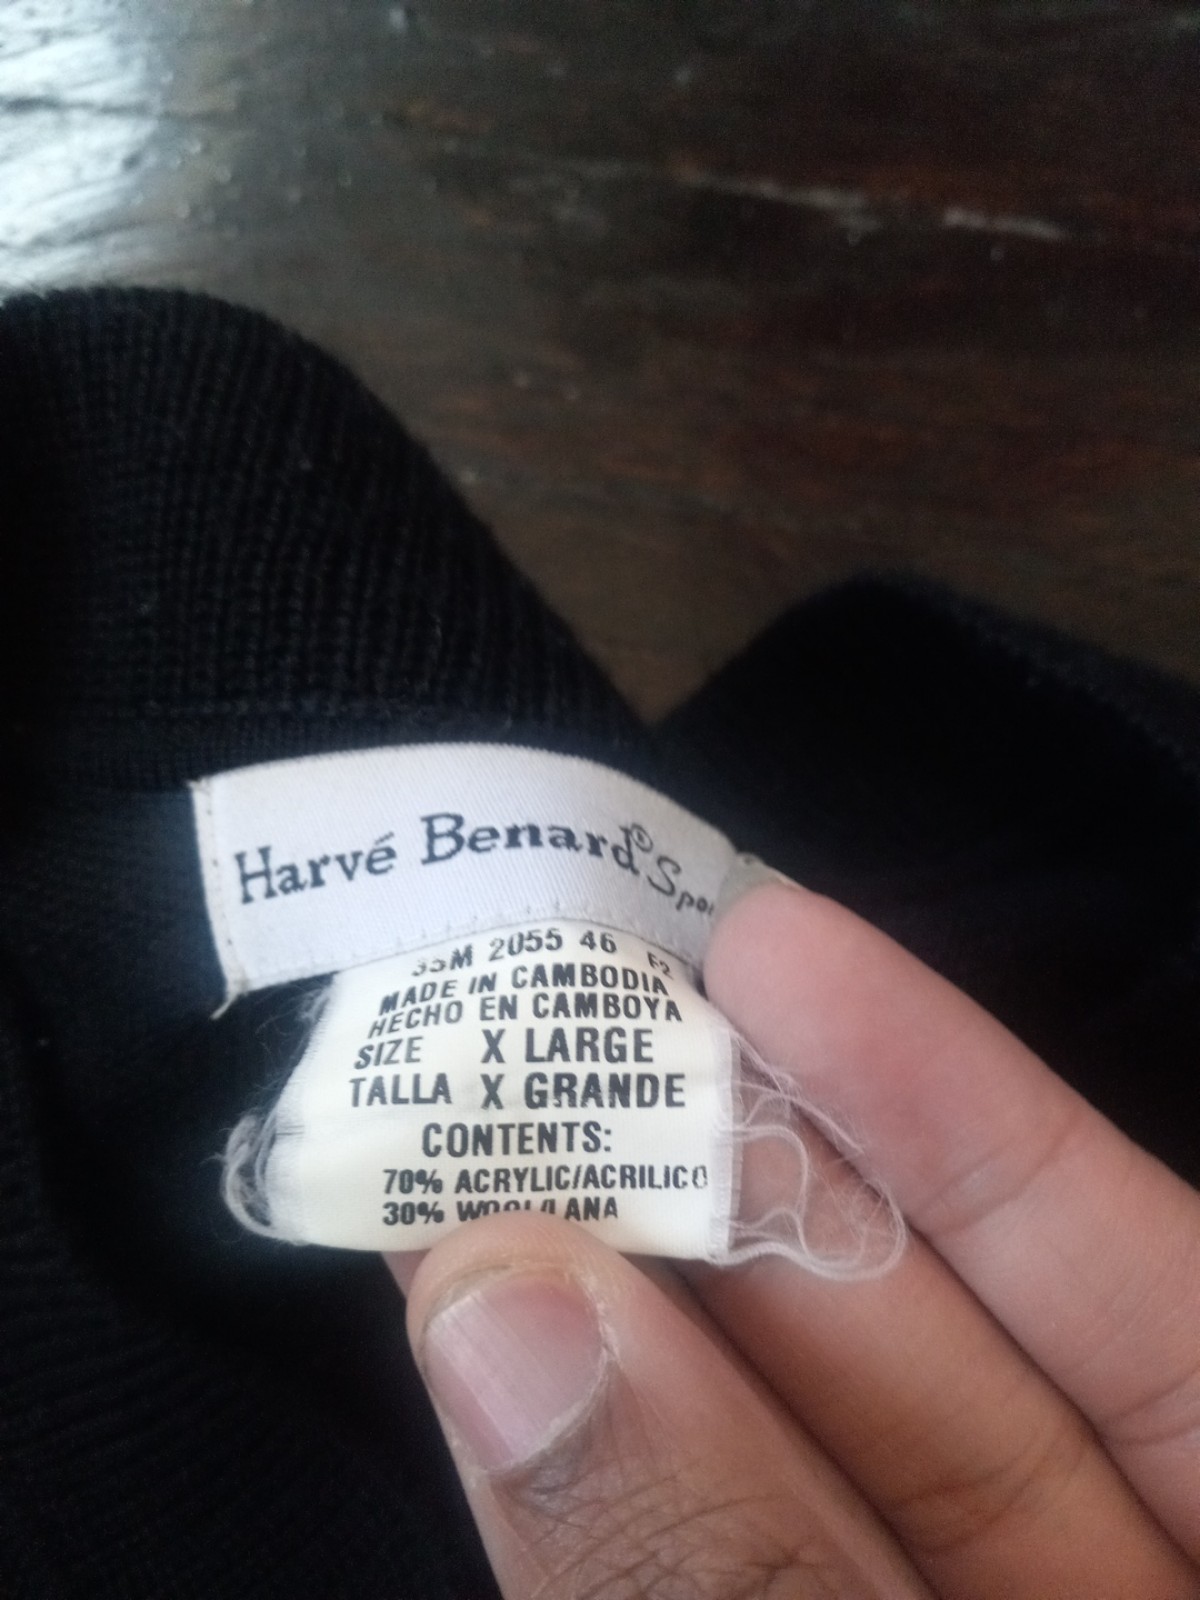 Harvé Benard®
2055 46 F2
MADE IN CAMBODIA
HECHO EN CAMBOYA
SIZE X LARGE
TALLA X GRANDE
CONTENTS:
70% ACRYLIC/ACRILICO
30% WOOL/LANA